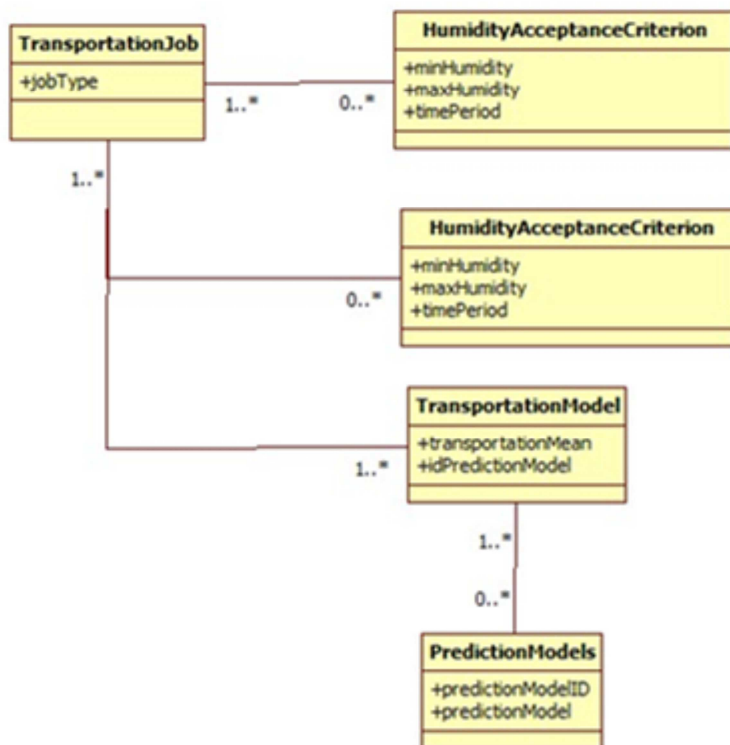 TransportationJob
+jobType
1..*
0..*
HumidityAcceptanceCriterion
+minHumidity
+maxHumidity
+timePeriod
1..*
0..*
HumidityAcceptanceCriterion
+minHumidity
+maxHumidity
+timePeriod
1..*
TransportationModel
+transportationMean
+idPredictionModel
1..*
0..*
PredictionModels
+predictionModelID
+predictionModel